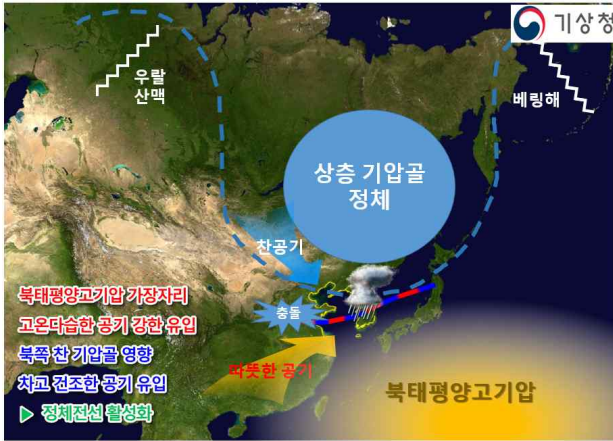 기상청
우랄
산맥
베링해
상층 기압골
정체
찬공기
충돌
따뜻한 공기
북태평양고기압
북태평양고기압 가장자리
고온다습한 공기 강한 유입
북쪽 찬 기압골 영향
차고 건조한 공기 유입
▶ 정체전선 활성화